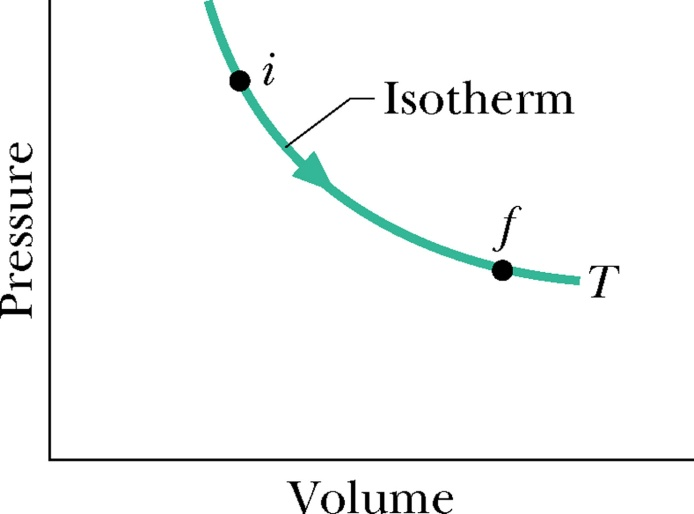 i
Isotherm
f
T
Pressure
Volume